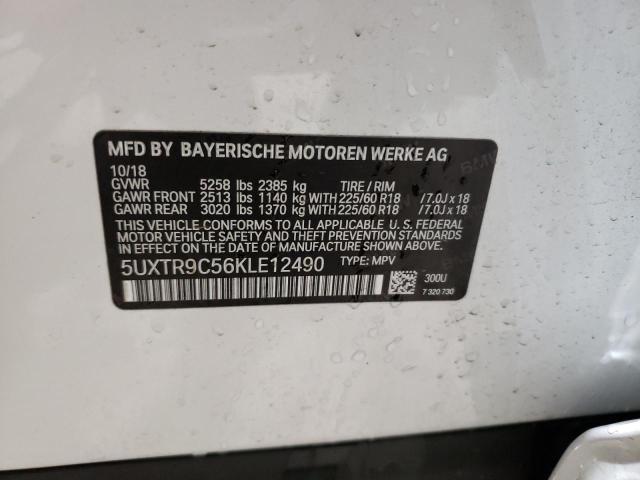 MFD BY BAYERISCHE MOTOREN WERKE AG
10/18
GVWR 5258 lbs 2385 kg TIRE / RIM
GAWR FRONT 2513 lbs 1140 kg WITH 225/60 R18 /7.0J x 18
GAWR REAR 3020 lbs 1370 kg WITH 225/60 R18 /7.0J x 18
THIS VEHICLE CONFORMS TO ALL APPLICABLE U. S. FEDERAL
MOTOR VEHICLE SAFETY AND THEFT PREVENTION STANDARDS
IN EFFECT ON THE DATE OF MANUFACTURE SHOWN ABOVE.
5UXTR9C56KLE12490 TYPE: MPV
300U
7 320 730